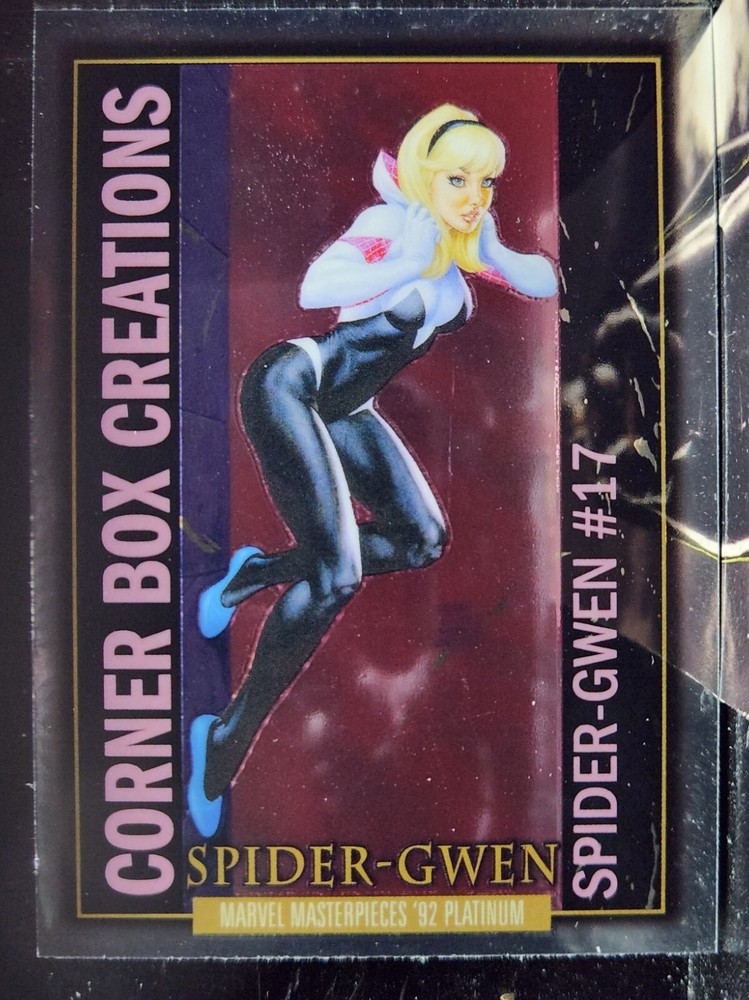 CORNER BOX CREATIONS
SPIDER-GWEN #17
SPIDER-GWEN
MARVEL MASTERPIECES '92 PLATINUM